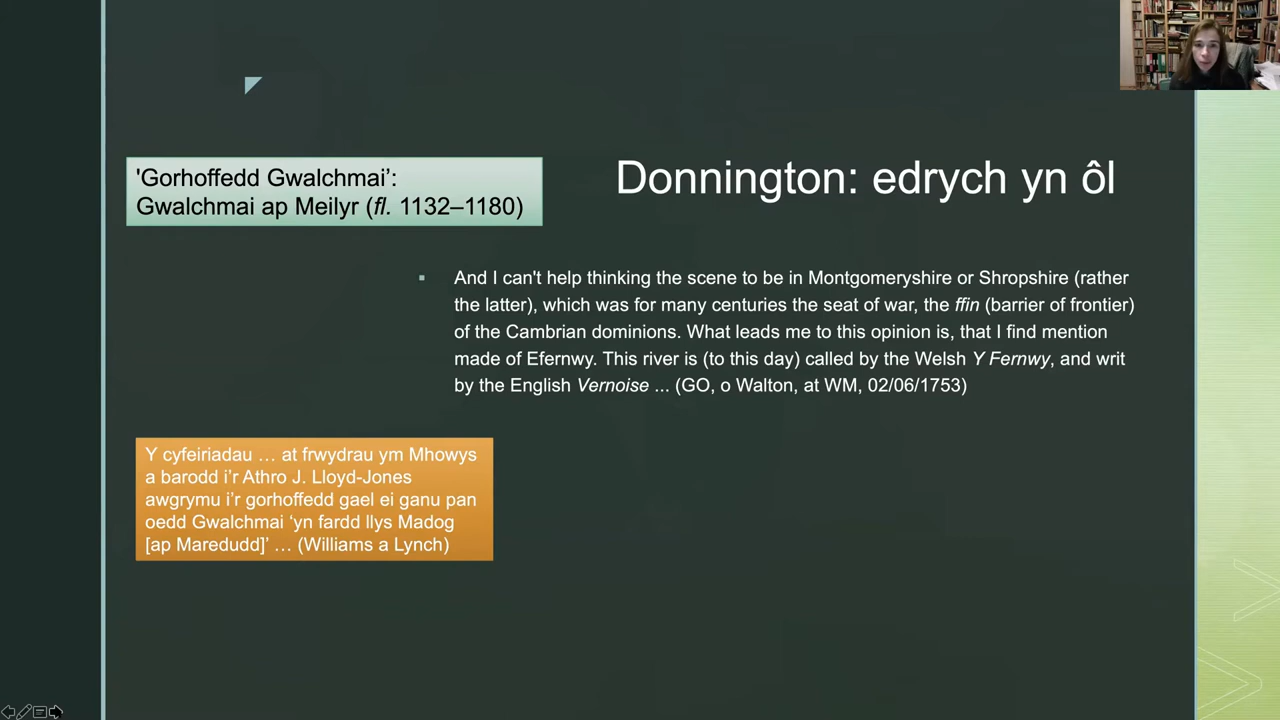 'Gorhoffedd Gwalchmai’:
Gwalchmai ap Meilyr (fl. 1132–1180)
Donnington: edrych yn ôl
▪ And I can't help thinking the scene to be in Montgomeryshire or Shropshire (rather
the latter), which was for many centuries the seat of war, the ffin (barrier of frontier)
of the Cambrian dominions. What leads me to this opinion is, that I find mention
made of Efernwy. This river is (to this day) called by the Welsh Y Fernwy, and writ
by the English Vernoise ... (GO, o Walton, at WM, 02/06/1753)
Y cyfeiriadau … at frwydrau ym Mhowys
a barodd i’r Athro J. Lloyd-Jones
awgrymu i’r gorhoffedd gael ei ganu pan
oedd Gwalchmai ‘yn fardd llys Madog
[ap Maredudd]’ … (Williams a Lynch)